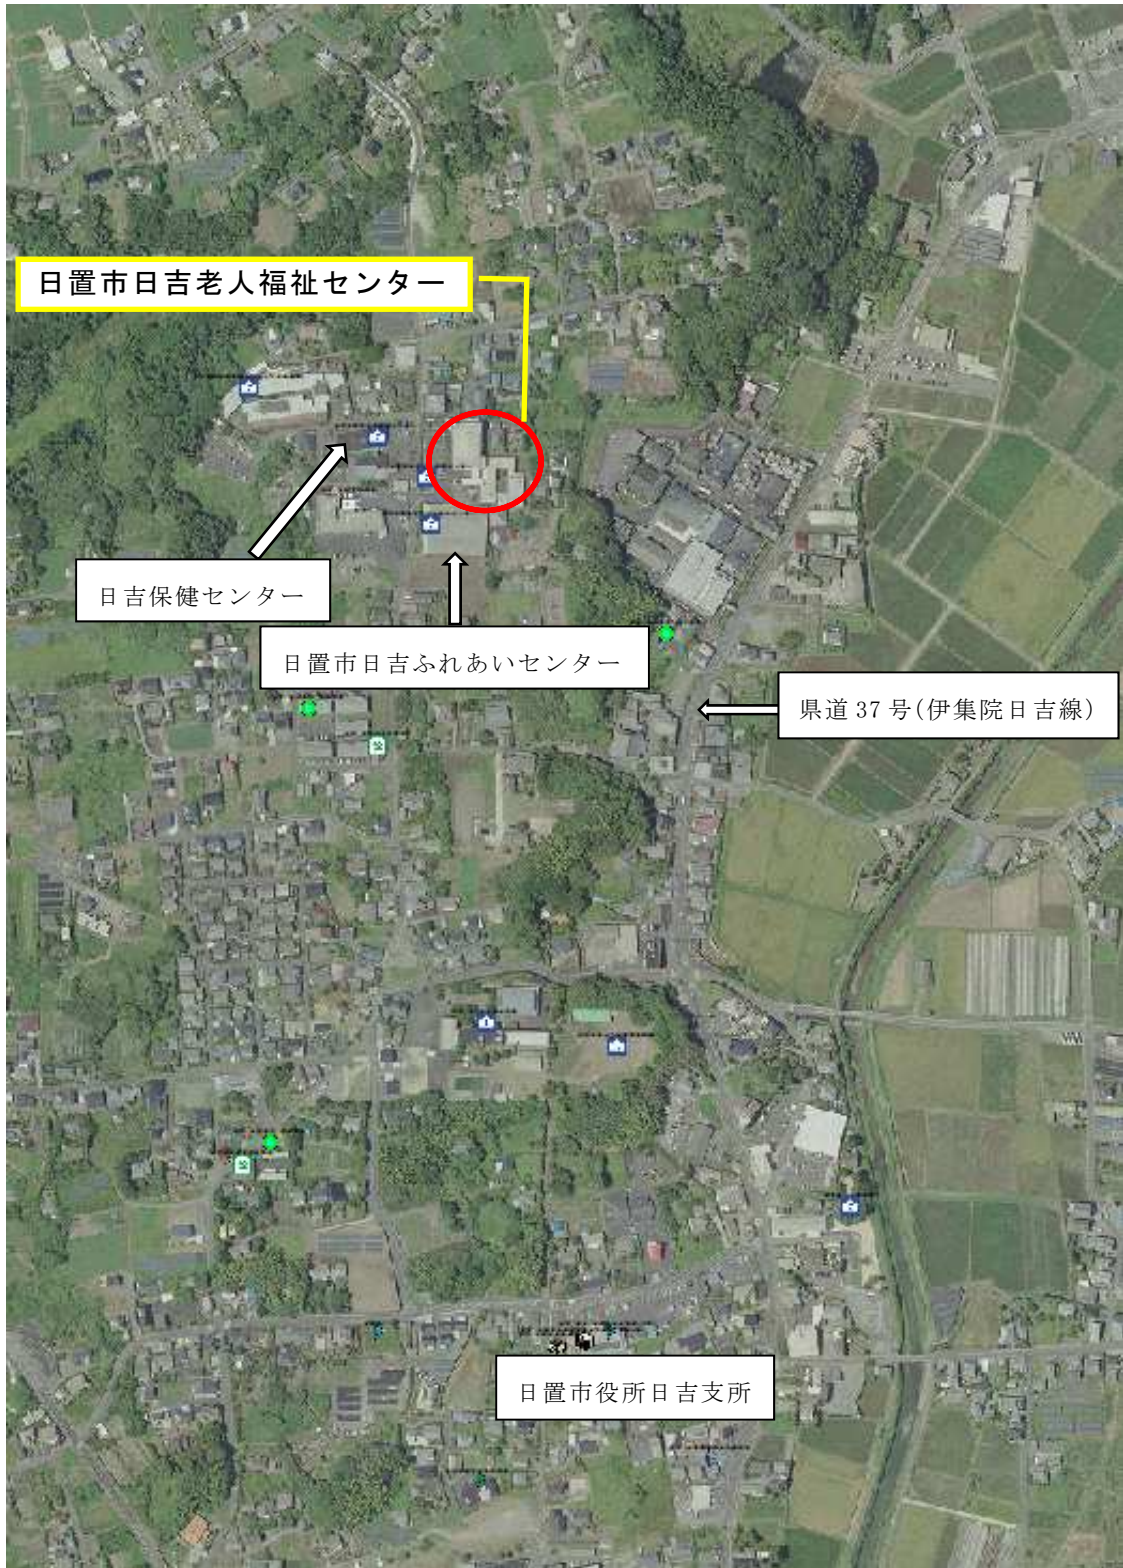 日置市日吉老人福祉センター
日吉保健センター
日置市日吉ふれあいセンター
県道37号(伊集院日吉線)
日置市役所日吉支所